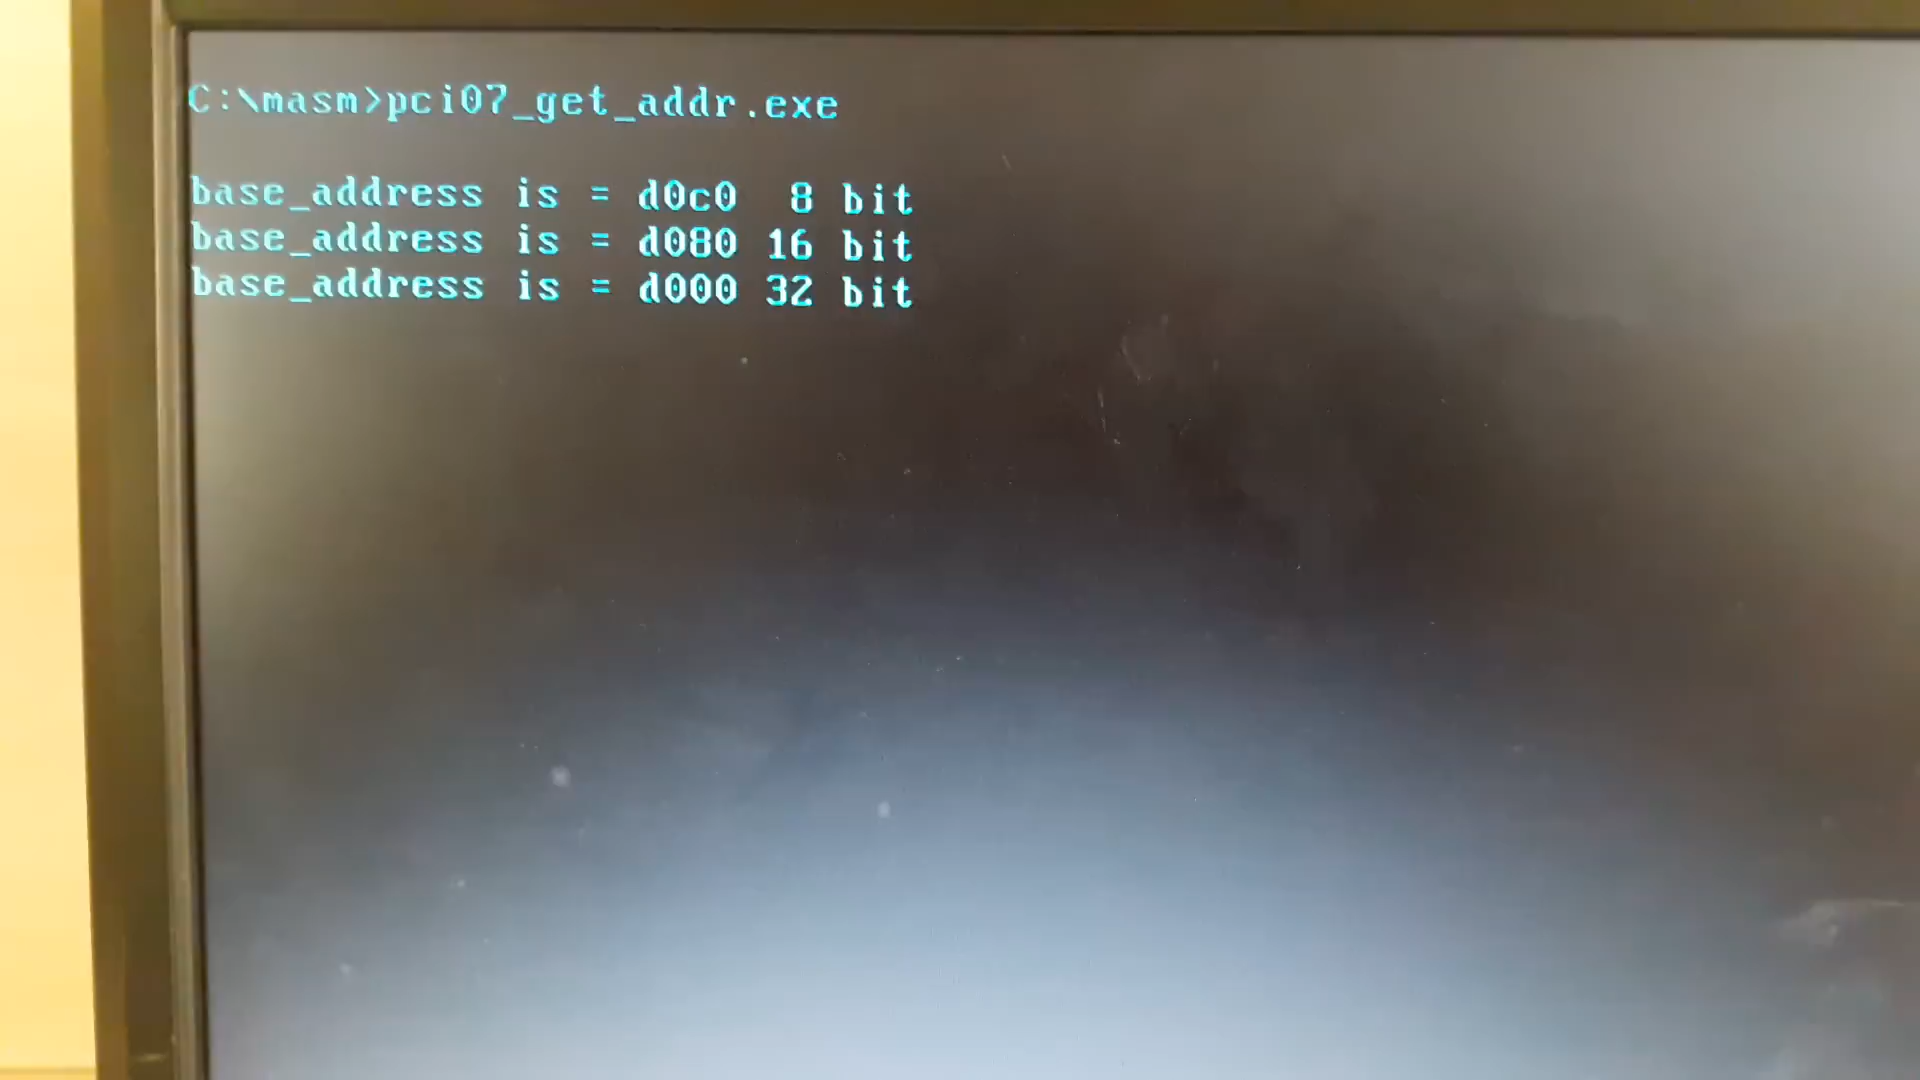 C:\masm>pci07_get_addr.exe
base_address is = d0c0 8 bit
base_address is = d080 16 bit
base_address is = d000 32 bit